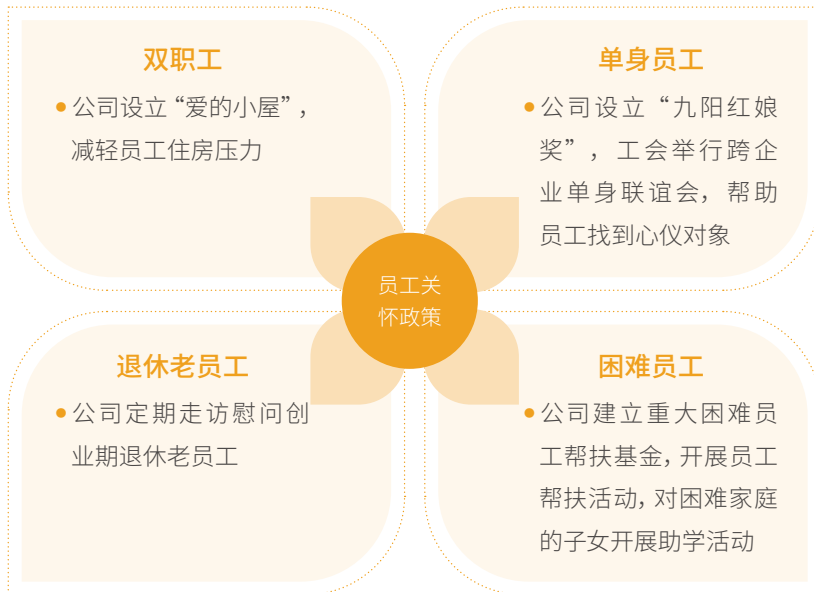 双职工
公司设立“爱的小屋”，
减轻员工住房压力
单身员工
公司设立“九阳红娘
奖”，工会举行跨企
业单身联谊会，帮助
员工找到心仪对象
员工关
怀政策
退休老员工
公司定期走访慰问创
业期退休老员工
困难员工
公司建立重大困难员
工帮扶基金，开展员工
帮扶活动，对困难家庭
的子女开展助学活动